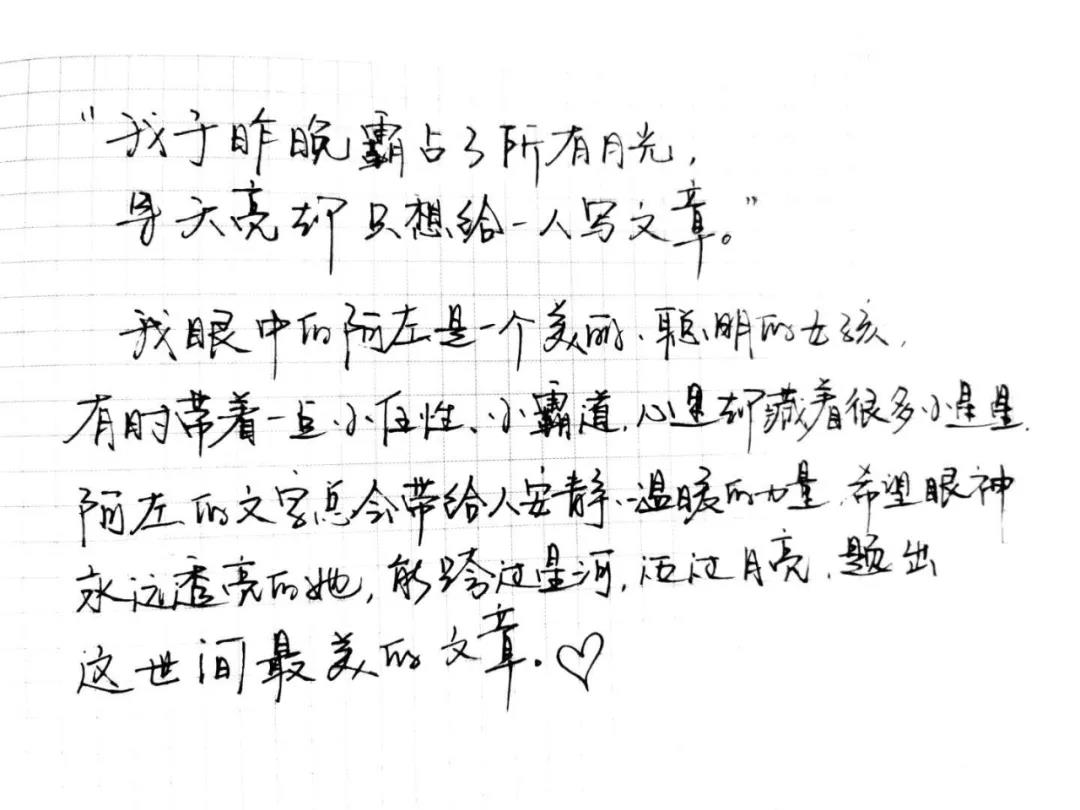 “我于昨晚霸占了所有月光，
等天亮却只想给一人写文章。”
我眼中的阿左是一个美丽、聪明的女孩，
有时带着一点小任性、小霸道，心里却藏着很多小星星，
阿左的文字总会带给人安静、温暖的力量，希望眼神
永远透亮的她，能跨过星河，迈过月亮，题出
这世间最美的文章。♡